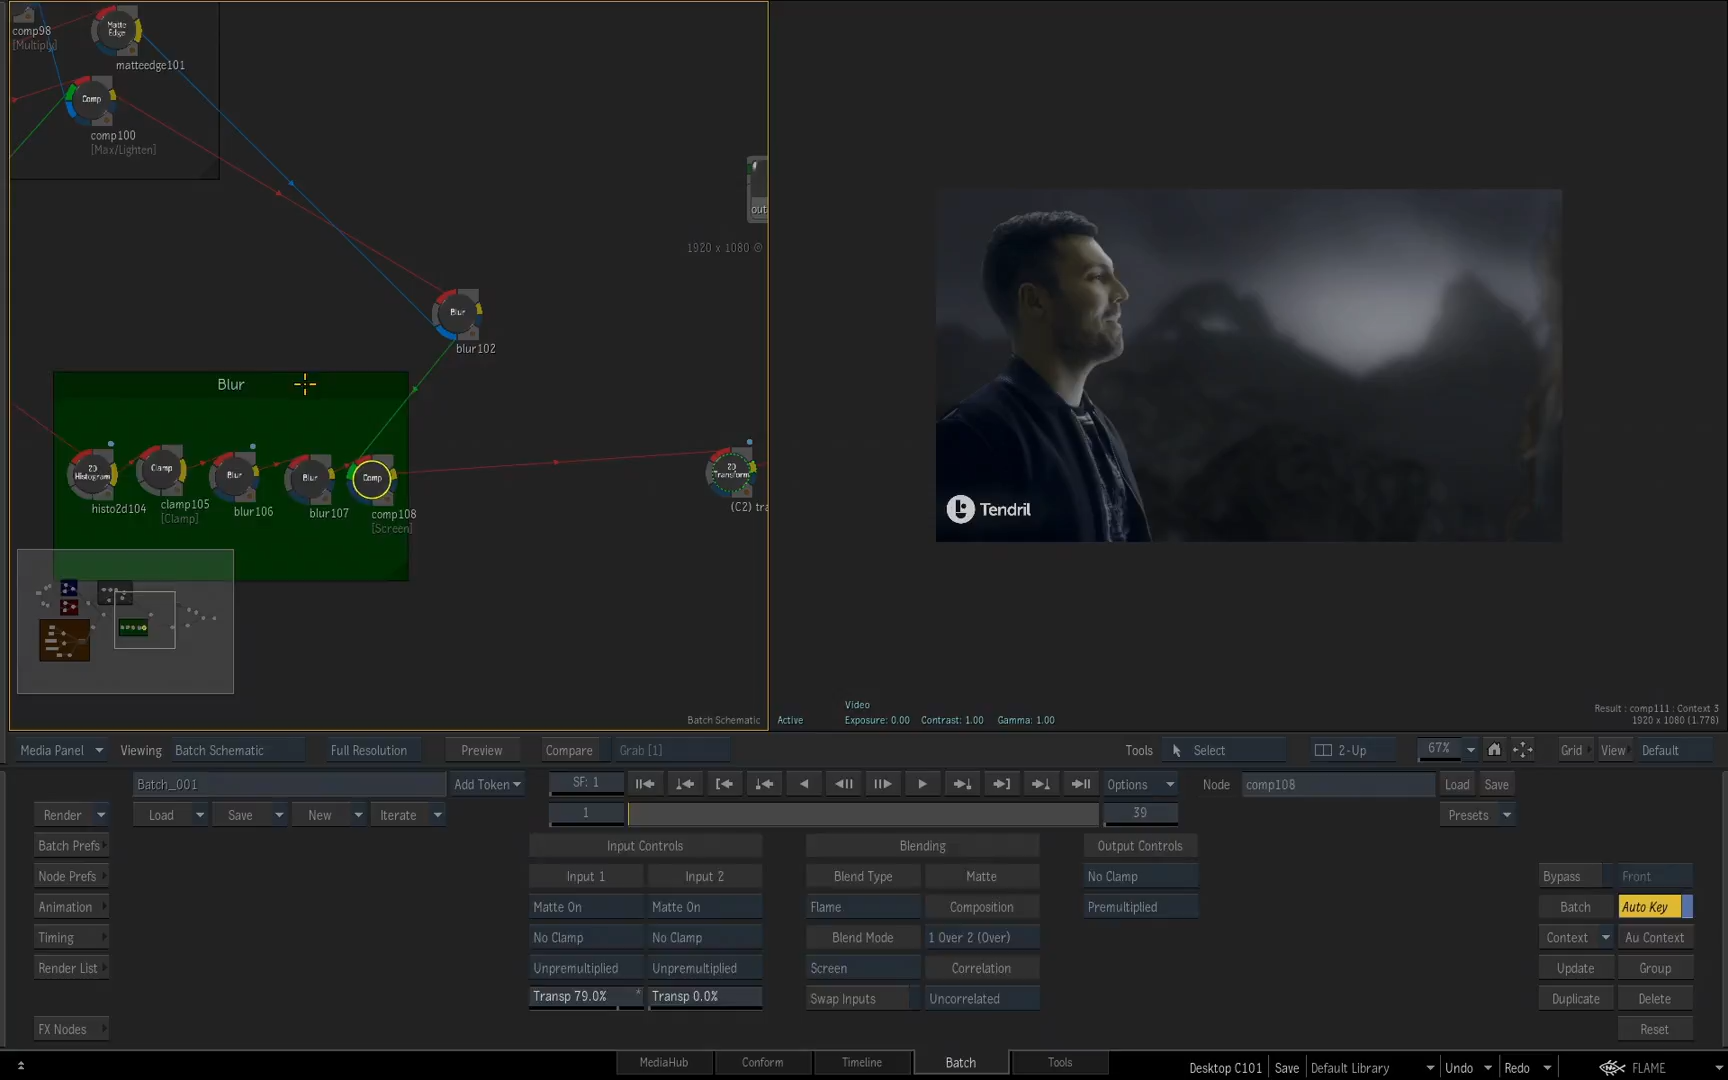 comp98
[Multiply]
Matte
Edge
matteedge101
Comp
comp100
[Max/Lighten]
out
1920 x 1080 @
Blur
blur102
Blur
2D
Histogram
Clamp
Blur
Blur
Comp
2D
Transform
histo2d104
clamp105
[Clamp]
blur106
blur107
comp108
[Screen]
(C2) tra
Tendril
Batch Schematic
Active
Video
Exposure: 0.00 Contrast: 1.00 Gamma: 1.00
Result : comp111 : Context 3
1920 x 1080 (1.778)
Media Panel Viewing Batch Schematic Full Resolution Preview Compare Grab [1] Tools Select 2-Up 67% Grid View Default
Batch_001 Add Token SF: 1 Options Node comp108 Load Save
Render Load Save New Iterate 1 39 Presets
Batch Prefs Input Controls Blending Output Controls
Node Prefs Input 1 Input 2 Blend Type Matte No Clamp Bypass Front
Animation Matte On Matte On Flame Composition Premultiplied Batch Auto Key
Timing No Clamp No Clamp Blend Mode 1 Over 2 (Over) Context Au Context
Render List Unpremultiplied Unpremultiplied Screen Correlation Update Group
Transp 79.0% Transp 0.0% Swap Inputs Uncorrelated Duplicate Delete
FX Nodes Reset
MediaHub Conform Timeline Batch Tools Desktop C101 Save Default Library Undo Redo FLAME